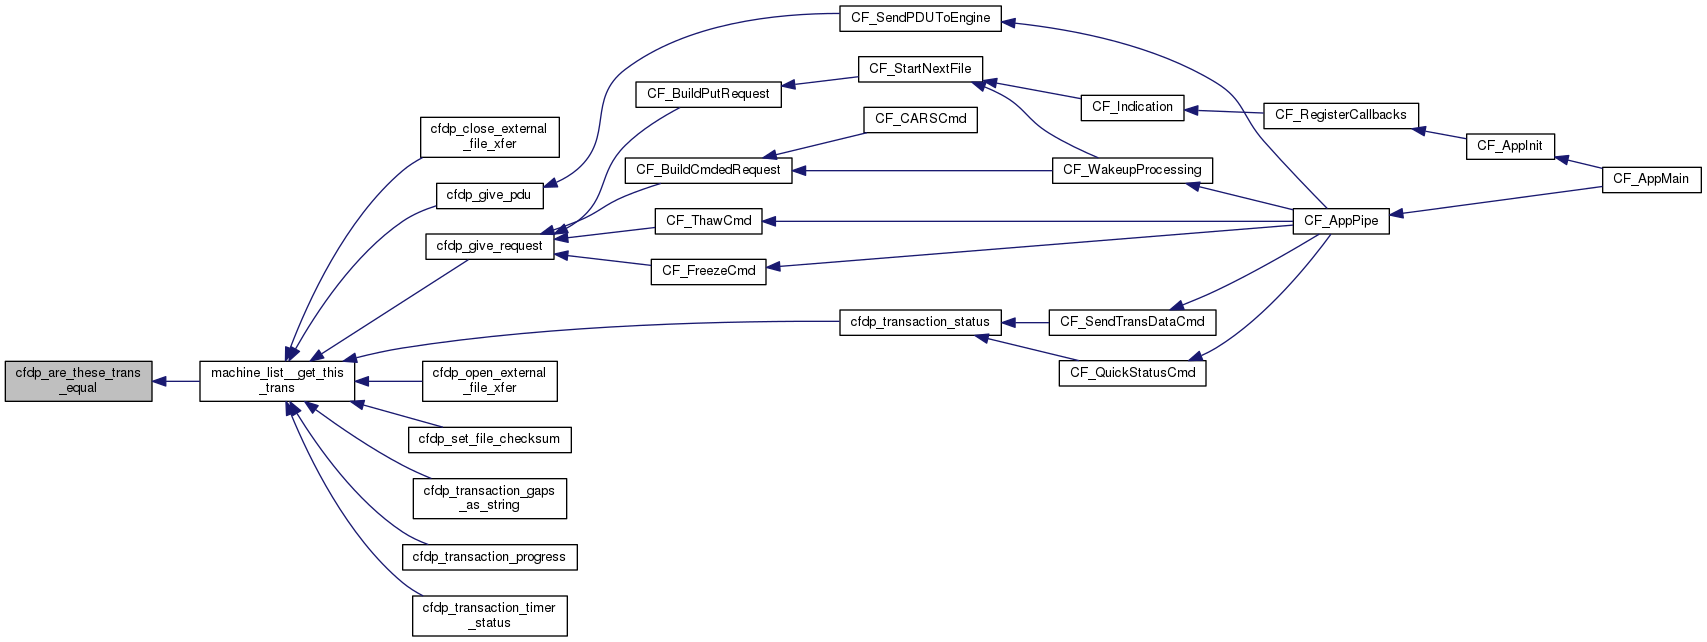 CF_SendPDUToEngine
CF_StartNextFile
CF_BuildPutRequest
CF_Indication
CF_RegisterCallbacks
CF_CARSCmd
cfdp_close_external
_file_xfer
CF_AppInit
CF_BuildCmdedRequest
CF_WakeupProcessing
CF_AppMain
cfdp_give_pdu
CF_ThawCmd
CF_AppPipe
cfdp_give_request
CF_FreezeCmd
cfdp_transaction_status
CF_SendTransDataCmd
CF_QuickStatusCmd
cfdp_are_these_trans
_equal
machine_list__get_this
_trans
cfdp_open_external
_file_xfer
cfdp_set_file_checksum
cfdp_transaction_gaps
_as_string
cfdp_transaction_progress
cfdp_transaction_timer
_status